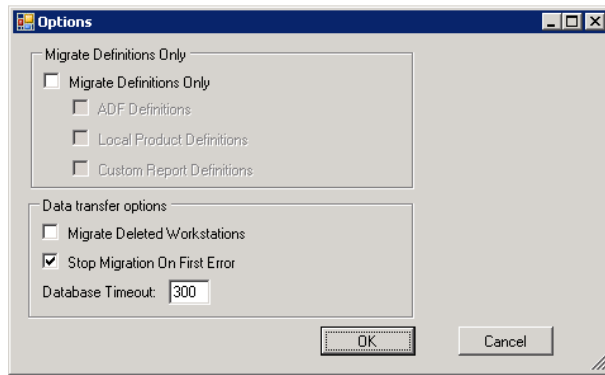 Options
Migrate Definitions Only
Migrate Definitions Only
ADF Definitions
Local Product Definitions
Custom Report Definitions
Data transfer options
Migrate Deleted Workstations
Stop Migration On First Error
Database Timeout: 300
OK Cancel